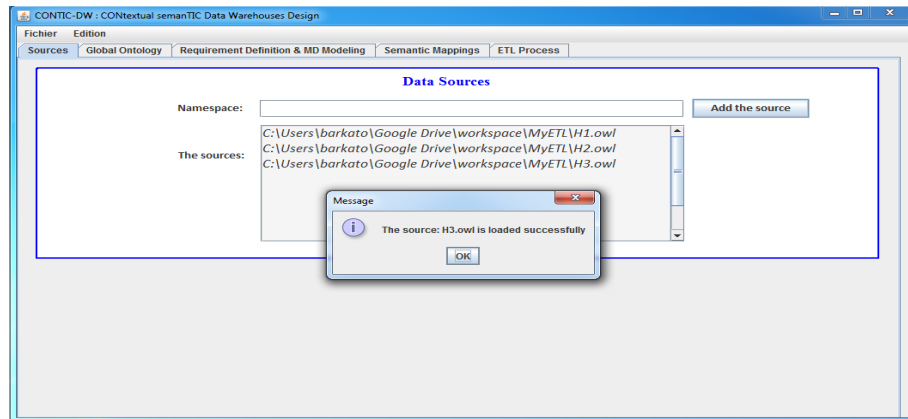 CONTIC-DW : CONtextual semanTIC Data Warehouses Design
Fichier Edition
Sources Global Ontology Requirement Definition & MD Modeling Semantic Mappings ETL Process
Data Sources
Namespace: Add the source
The sources:
C:\Users\barkato\Google Drive\workspace\MyETL\H1.owl
C:\Users\barkato\Google Drive\workspace\MyETL\H2.owl
C:\Users\barkato\Google Drive\workspace\MyETL\H3.owl
Message
i The source: H3.owl is loaded successfully
OK